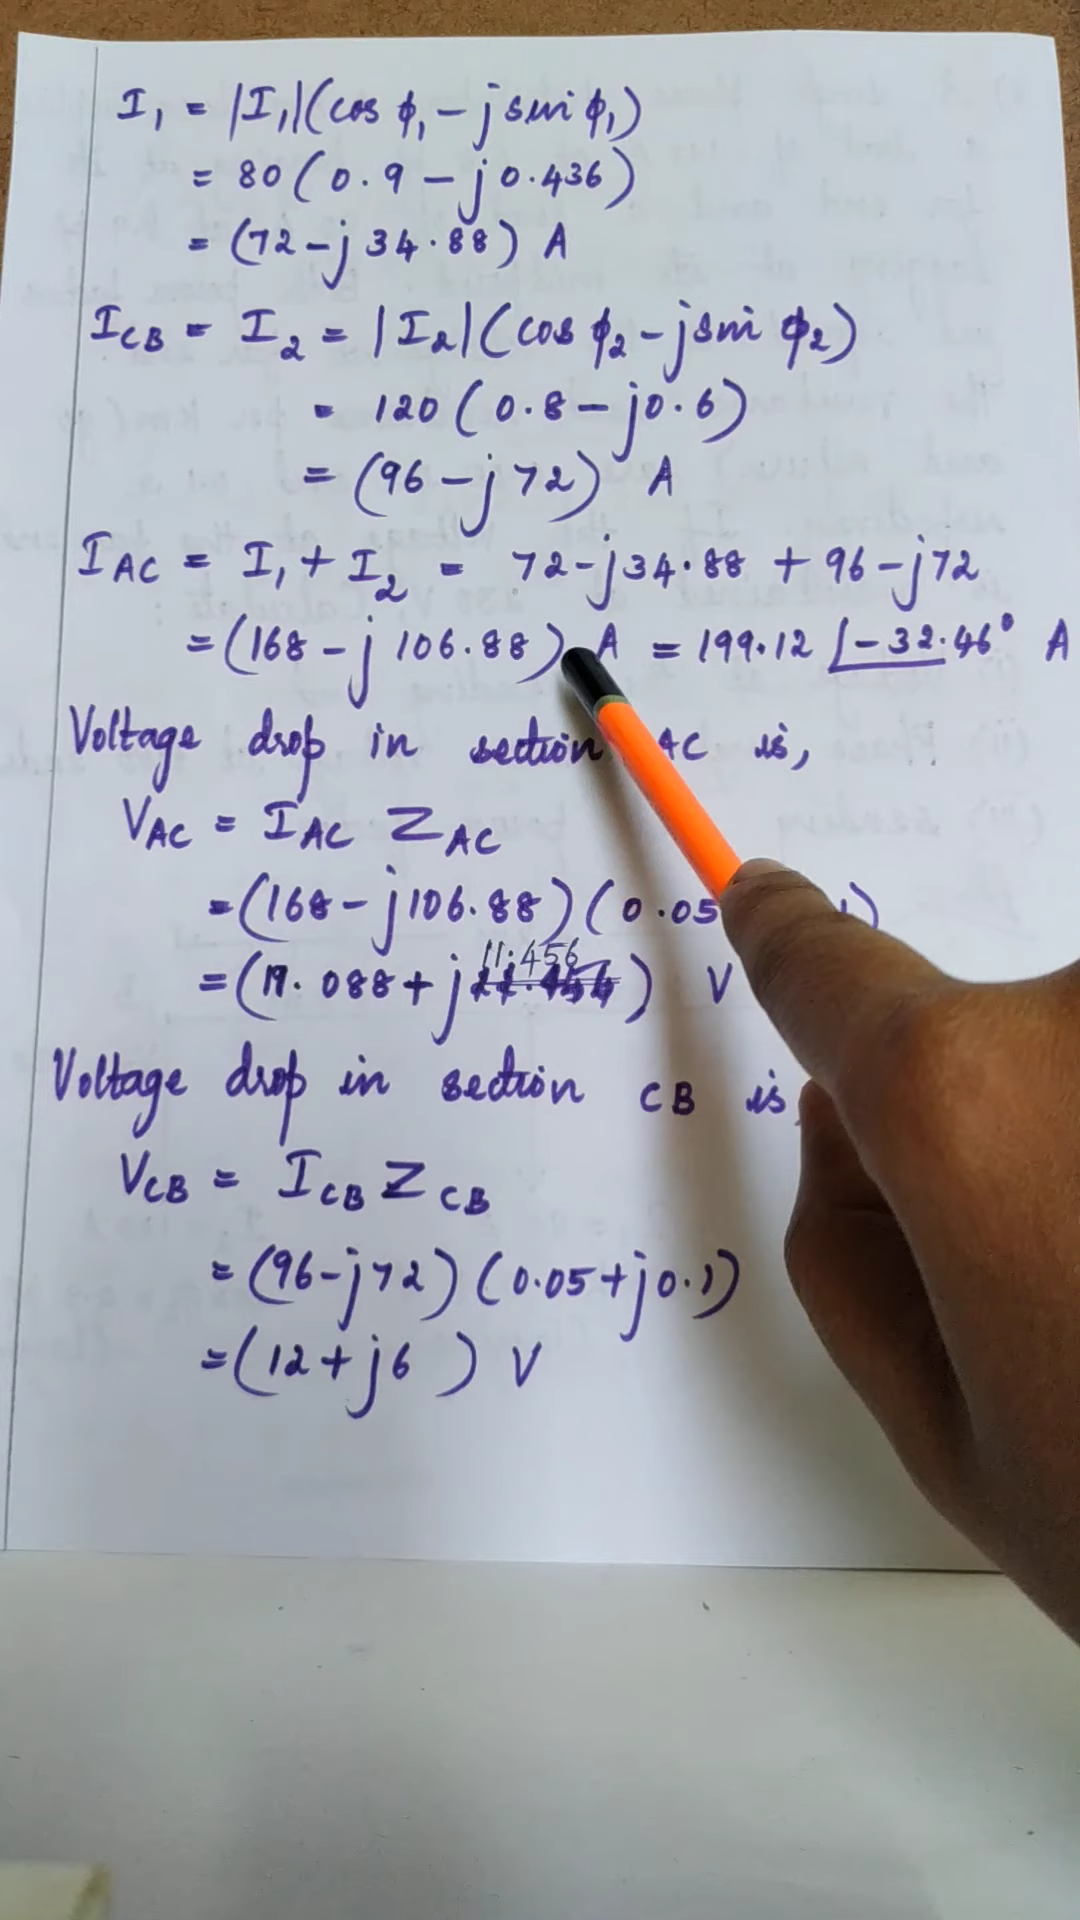 I₁ = |I₁|(cos ϕ₁ - j sin ϕ₁)
= 80(0.9 - j0.436)
= (72 - j34.88) A
I_CB = I₂ = |I₂|(cos ϕ₂ - j sin ϕ₂)
= 120(0.8 - j0.6)
= (96 - j72) A
I_AC = I₁ + I₂ = 72 - j34.88 + 96 - j72
= (168 - j106.88) A = 199.12 ∠-32.46° A
Voltage drop in section AC is,
V_AC = I_AC Z_AC
= (168 - j106.88)(0.05 1)
11.456
= (19.088 + j ) V
Voltage drop in section CB is,
V_CB = I_CB Z_CB
= (96 - j72)(0.05 + j0.1)
= (12 + j6) V